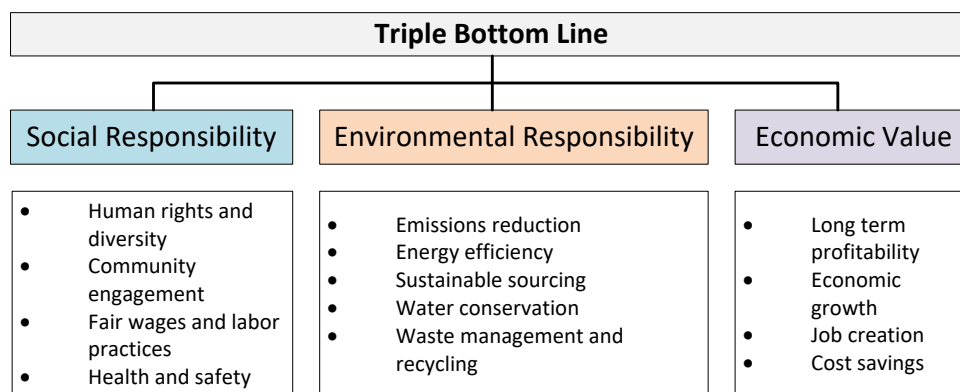 Triple Bottom Line
Social Responsibility
Environmental Responsibility
Economic Value
• Human rights and
diversity
• Community
engagement
• Fair wages and labor
practices
• Health and safety
• Emissions reduction
• Energy efficiency
• Sustainable sourcing
• Water conservation
• Waste management and
recycling
• Long term
profitability
• Economic
growth
• Job creation
• Cost savings